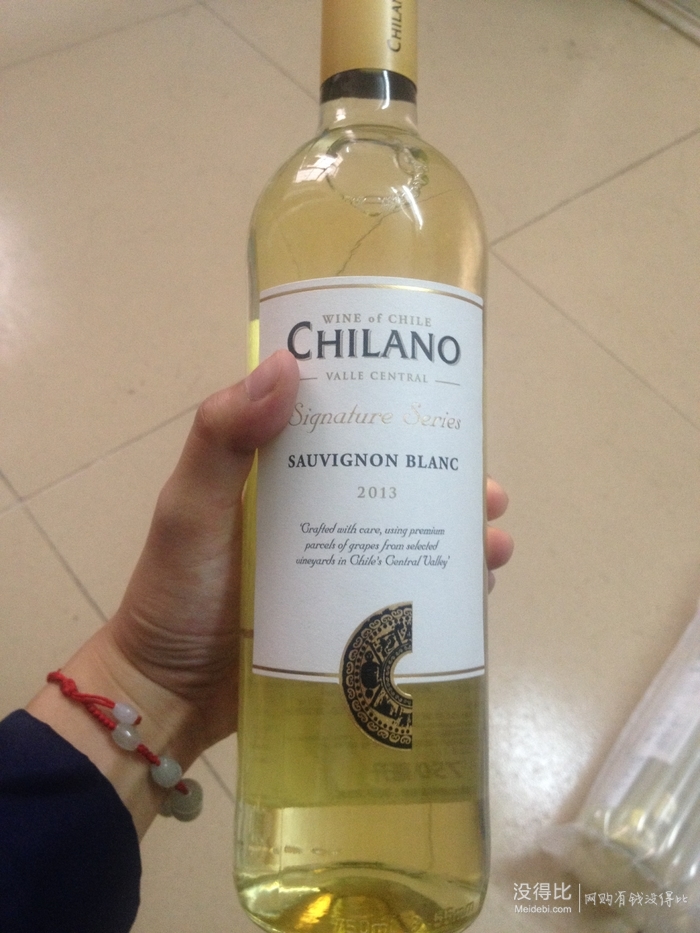 CHILANO
WINE of CHILE
CHILANO
VALLE CENTRAL
Signature Series
SAUVIGNON BLANC
2013
'Crafted with care, using premium
parcels of grapes from selected
vineyards in Chile's Central Valley'
750
没得比 网购省钱没得比
Meidebi.com